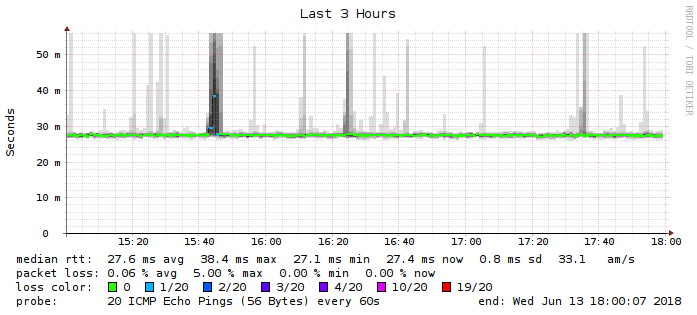 Last 3 Hours
RRDTOOL / TOBI OETIKER
Seconds
50 m
40 m
30 m
20 m
10 m
0
15:20 15:40 16:00 16:20 16:40 17:00 17:20 17:40 18:00
median rtt: 27.6 ms avg 38.4 ms max 27.1 ms min 27.4 ms now 0.8 ms sd 33.1 am/s
packet loss: 0.06 % avg 5.00 % max 0.00 % min 0.00 % now
loss color: 0 1/20 2/20 3/20 4/20 10/20 19/20
probe: 20 ICMP Echo Pings (56 Bytes) every 60s end: Wed Jun 13 18:00:07 2018